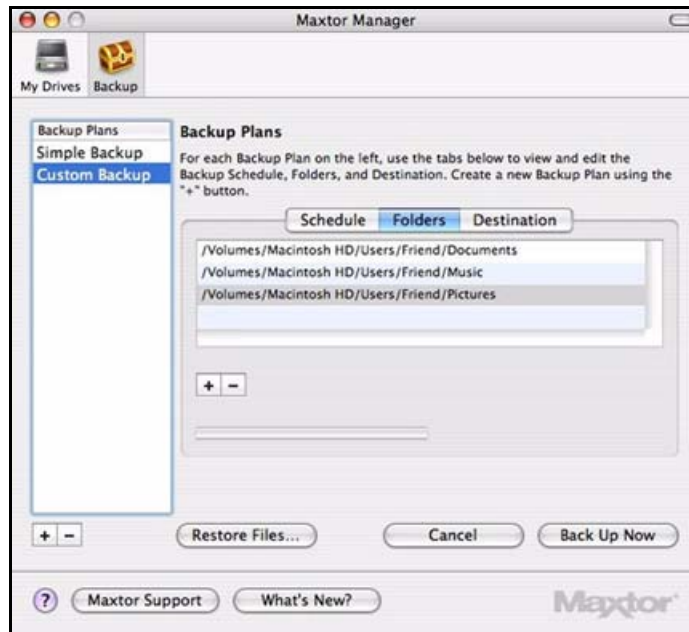 Maxtor Manager
My Drives Backup
Backup Plans
Simple Backup
Custom Backup
Backup Plans
For each Backup Plan on the left, use the tabs below to view and edit the
Backup Schedule, Folders, and Destination. Create a new Backup Plan using the
"+" button.
Schedule Folders Destination
/Volumes/Macintosh HD/Users/Friend/Documents
/Volumes/Macintosh HD/Users/Friend/Music
/Volumes/Macintosh HD/Users/Friend/Pictures
+ -
+ -
Restore Files... Cancel Back Up Now
? Maxtor Support What's New? Maxtor